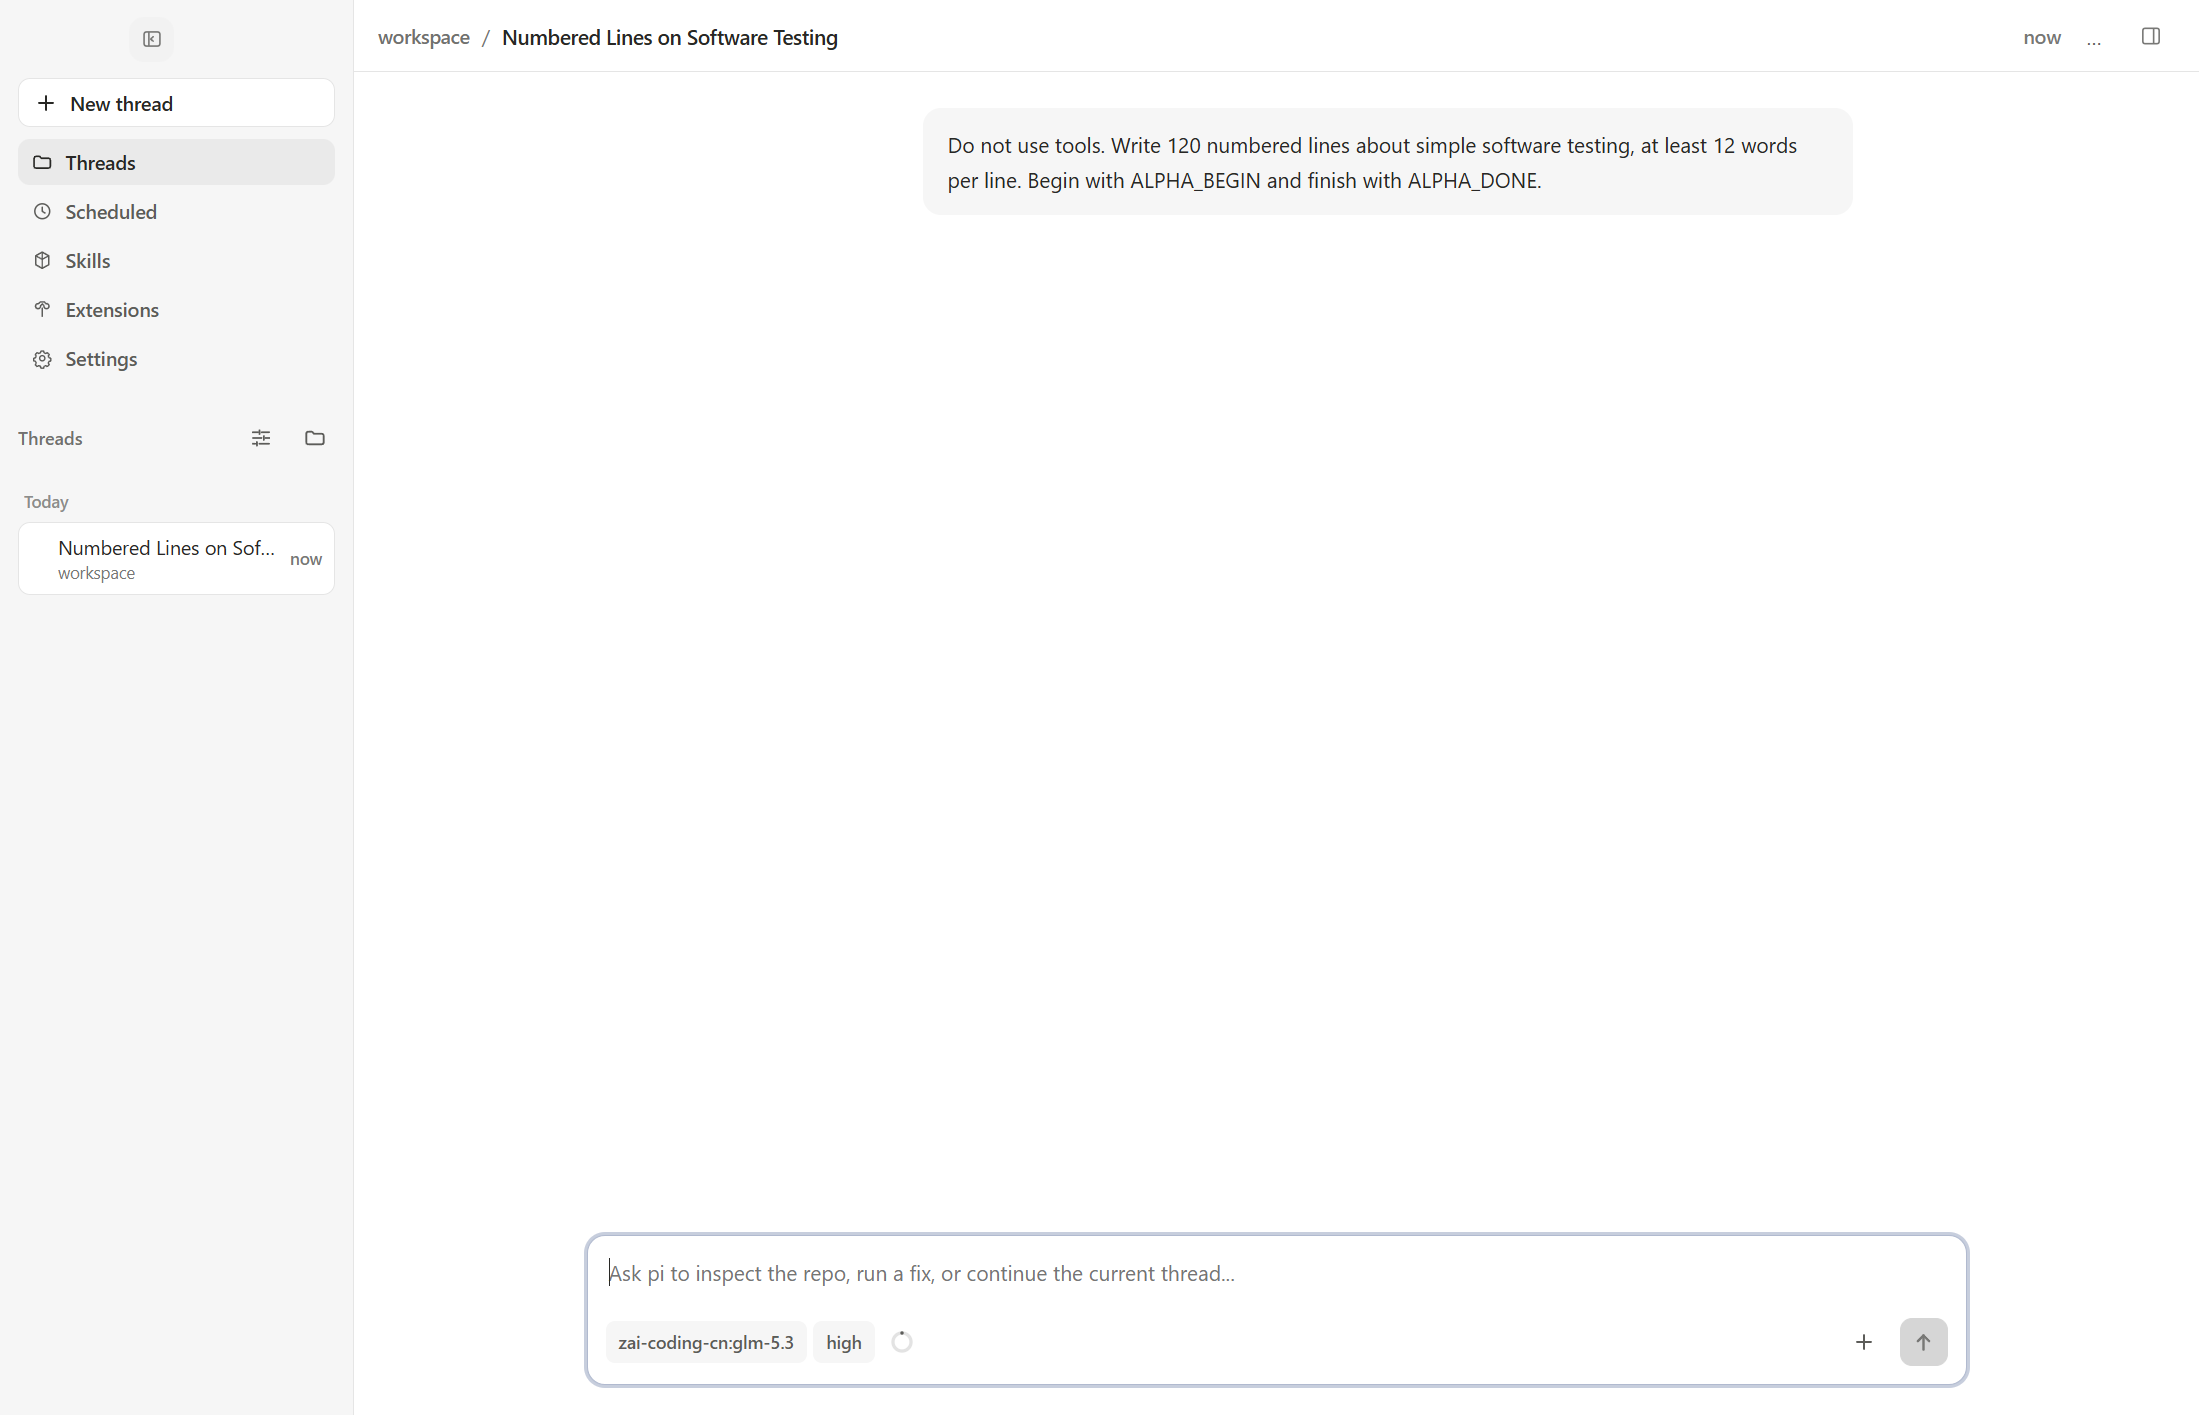 New thread
Threads
Scheduled
Skills
Extensions
Settings
Threads
Today
Numbered Lines on Sof...
now
workspace
workspace / Numbered Lines on Software Testing
now
...
Do not use tools. Write 120 numbered lines about simple software testing, at least 12 words
per line. Begin with ALPHA_BEGIN and finish with ALPHA_DONE.
Ask pi to inspect the repo, run a fix, or continue the current thread...
zai-coding-cn:glm-5.3
high